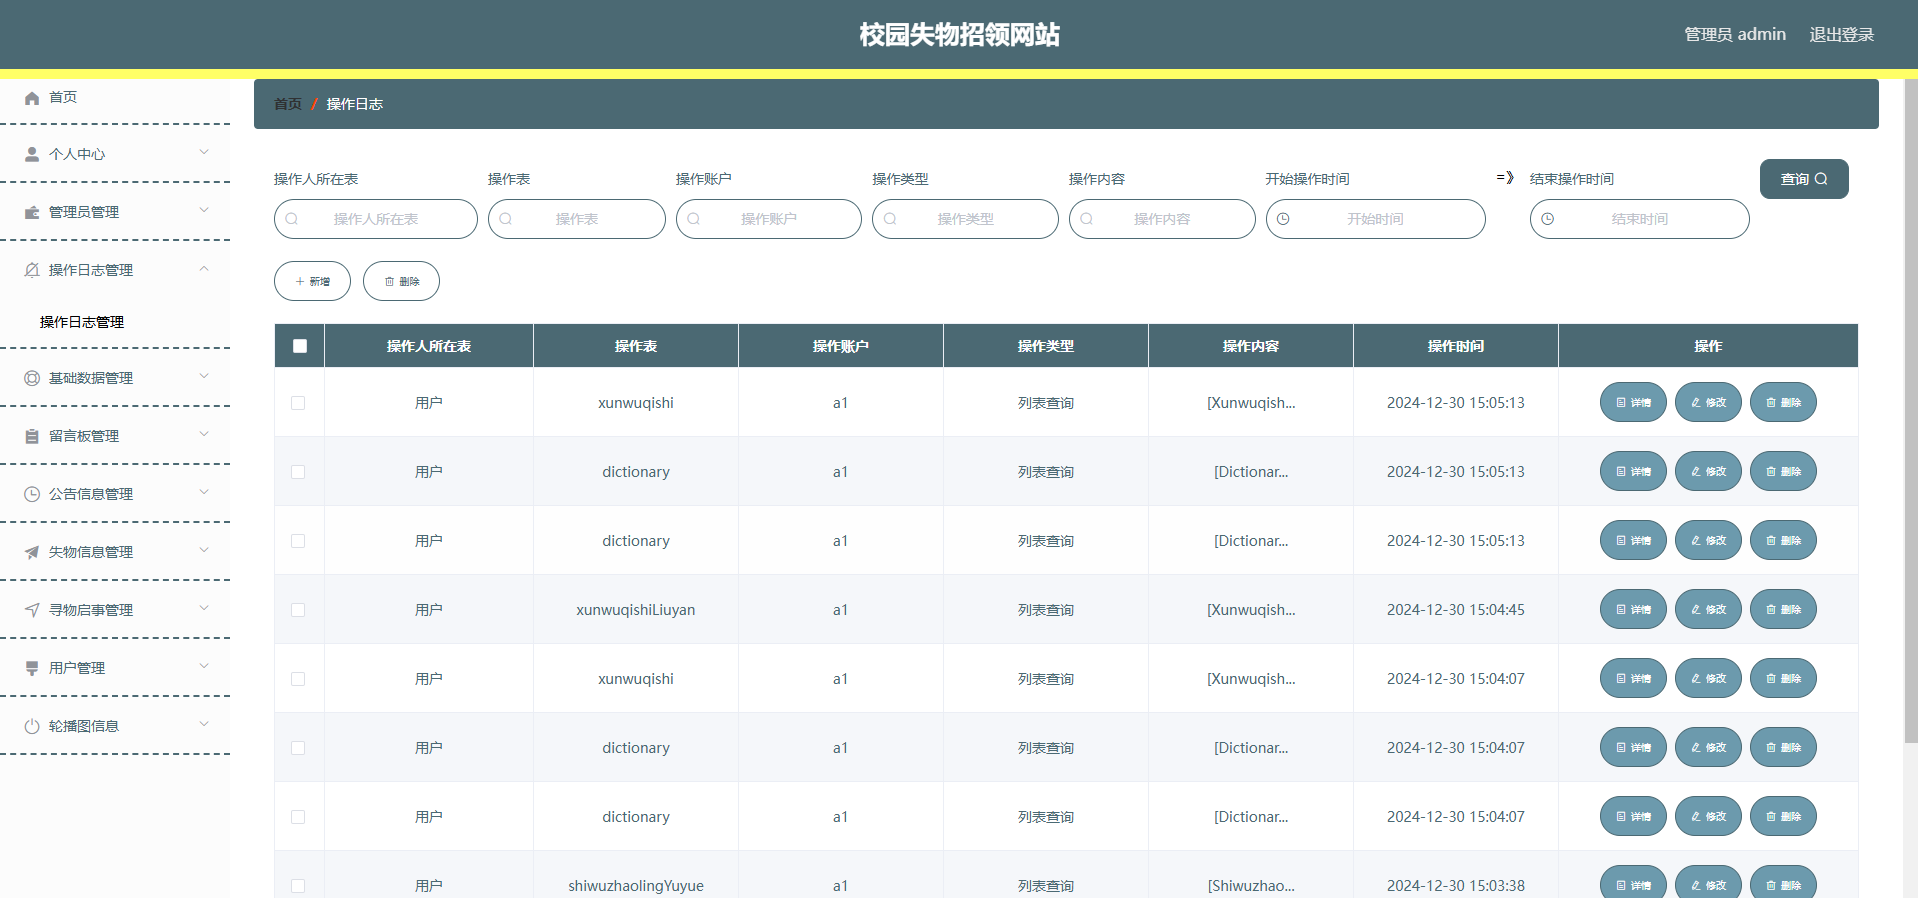 校园失物招领网站
管理员 admin 退出登录
首页
个人中心
管理员管理
操作日志管理
操作日志管理
基础数据管理
留言板管理
公告信息管理
失物信息管理
寻物启事管理
用户管理
轮播图信息
首页 / 操作日志
操作人所在表 操作表 操作账户 操作类型 操作内容 开始操作时间 =》 结束操作时间 查询
操作人所在表 操作表 操作账户 操作类型 操作内容 开始时间 结束时间
新增 删除
操作人所在表 操作表 操作账户 操作类型 操作内容 操作时间 操作
用户 xunwuqishi a1 列表查询 [Xunwuqish... 2024-12-30 15:05:13 详情 修改 删除
用户 dictionary a1 列表查询 [Dictionar... 2024-12-30 15:05:13 详情 修改 删除
用户 dictionary a1 列表查询 [Dictionar... 2024-12-30 15:05:13 详情 修改 删除
用户 xunwuqishiLiuyan a1 列表查询 [Xunwuqish... 2024-12-30 15:04:45 详情 修改 删除
用户 xunwuqishi a1 列表查询 [Xunwuqish... 2024-12-30 15:04:07 详情 修改 删除
用户 dictionary a1 列表查询 [Dictionar... 2024-12-30 15:04:07 详情 修改 删除
用户 dictionary a1 列表查询 [Dictionar... 2024-12-30 15:04:07 详情 修改 删除
用户 shiwuzhaolingYuyue a1 列表查询 [Shiwuzhao... 2024-12-30 15:03:38 详情 修改 删除